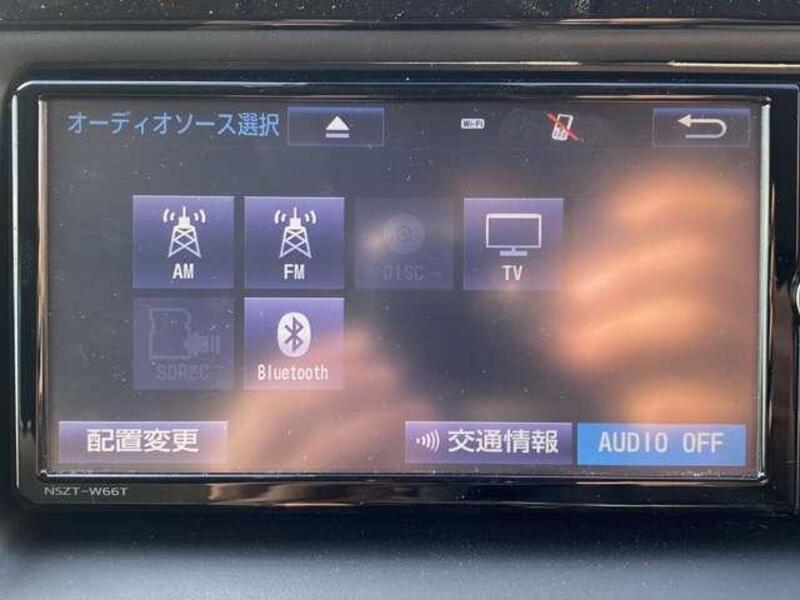 オーディオソース選択
Wi-Fi
AM
FM
DISC
TV
SDREC
Bluetooth
配置変更
交通情報
AUDIO OFF
NSZT-W66T